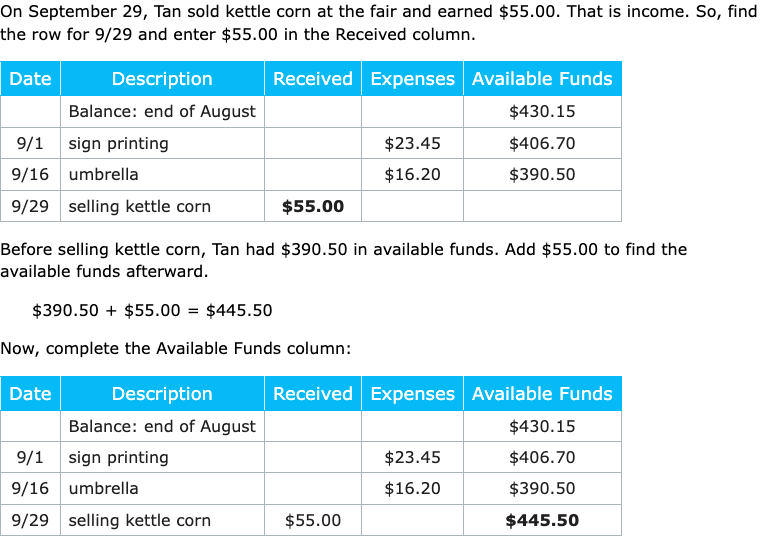 On September 29, Tan sold kettle corn at the fair and earned $55.00. That is income. So, find
the row for 9/29 and enter $55.00 in the Received column.
Date Description Received Expenses Available Funds
Balance: end of August $430.15
9/1 sign printing $23.45 $406.70
9/16 umbrella $16.20 $390.50
9/29 selling kettle corn $55.00
Before selling kettle corn, Tan had $390.50 in available funds. Add $55.00 to find the
available funds afterward.
$390.50 + $55.00 = $445.50
Now, complete the Available Funds column:
Date Description Received Expenses Available Funds
Balance: end of August $430.15
9/1 sign printing $23.45 $406.70
9/16 umbrella $16.20 $390.50
9/29 selling kettle corn $55.00 $445.50